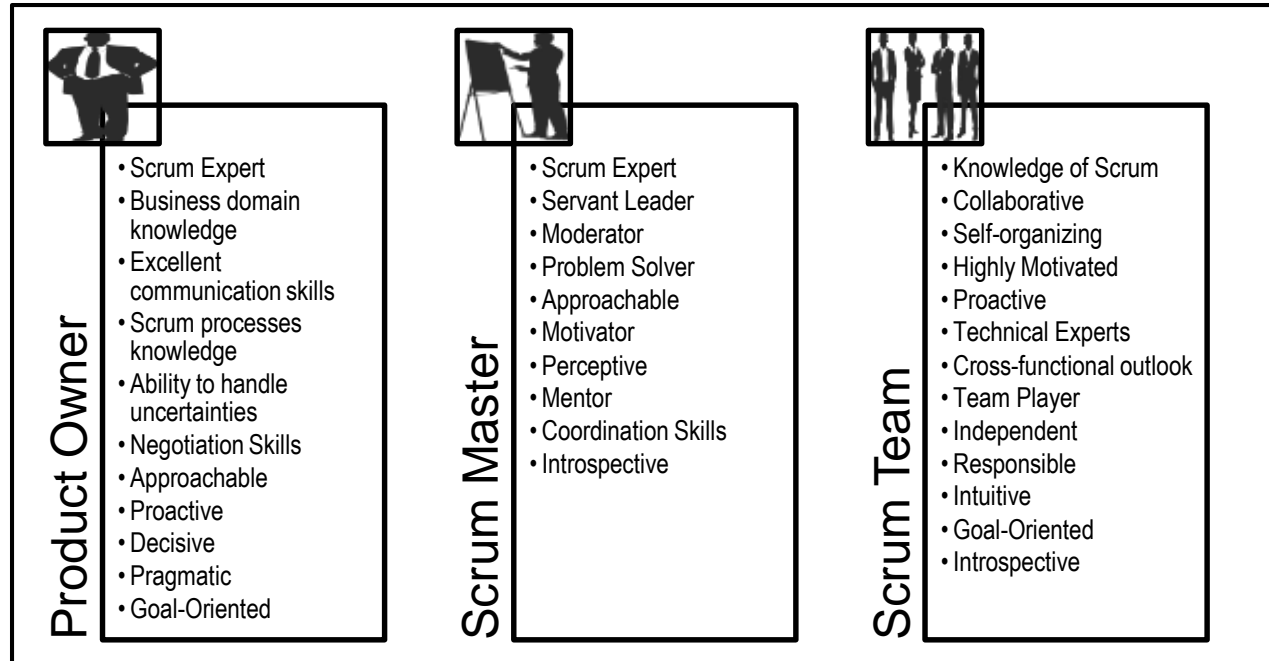 Product Owner
• Scrum Expert
• Business domain
knowledge
• Excellent
communication skills
• Scrum processes
knowledge
• Ability to handle
uncertainties
• Negotiation Skills
• Approachable
• Proactive
• Decisive
• Pragmatic
• Goal-Oriented
Scrum Master
• Scrum Expert
• Servant Leader
• Moderator
• Problem Solver
• Approachable
• Motivator
• Perceptive
• Mentor
• Coordination Skills
• Introspective
Scrum Team
• Knowledge of Scrum
• Collaborative
• Self-organizing
• Highly Motivated
• Proactive
• Technical Experts
• Cross-functional outlook
• Team Player
• Independent
• Responsible
• Intuitive
• Goal-Oriented
• Introspective